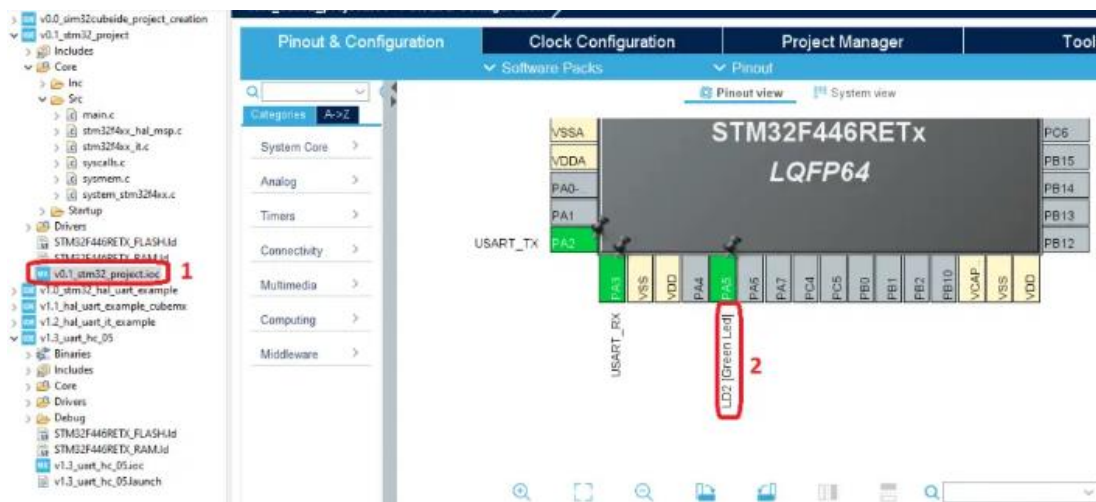 v0.0_sim32cubeide_project_creation
v0.1_stm32_project
Includes
Core
Inc
Src
main.c
stm32f4xx_hal_msp.c
stm32f4xx_it.c
syscalls.c
sysmem.c
system_stm32f4xx.c
Startup
Drivers
STM32F446RETX_FLASH.ld
STM32F446RETX_RAM.ld
v0.1_stm32_project.ioc 1
v1.0_stm32_hal_uart_example
v1.1_hal_uart_example_cubemx
v1.2_hal_uart_it_example
v1.3_uart_hc_05
Binaries
Includes
Core
Drivers
Debug
STM32F446RETX_FLASH.ld
STM32F446RETX_RAM.ld
v1.3_uart_hc_05.ioc
v1.3_uart_hc_05.launch
Pinout & Configuration Clock Configuration Project Manager Tool
Software Packs Pinout
Pinout view System view
Categories A->Z
System Core
Analog
Timers
Connectivity
Multimedia
Computing
Middleware
STM32F446RETx
LQFP64
VSSA
VDDA
PA0-
PA1
USART_TX PA2
PC6
PB15
PB14
PB13
PB12
PA3 VSS VDD PA4 PA5 PA6 PA7 PC4 PC5 PB0 PB1 PB2 PB10 VCAP. VSS VDD
USART_RX
LD2 [Green Led]
2